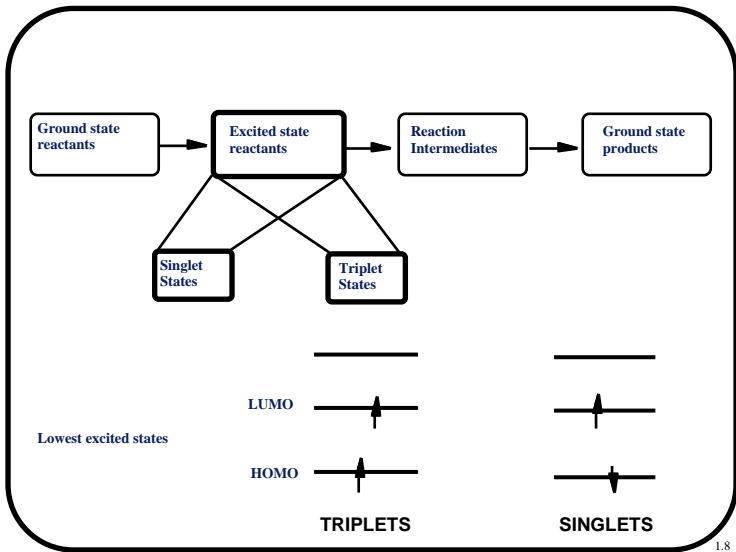 Ground state
reactants
Excited state
reactants
Reaction
Intermediates
Ground state
products
Singlet
States
Triplet
States
LUMO
Lowest excited states
HOMO
TRIPLETS
SINGLETS
1.8